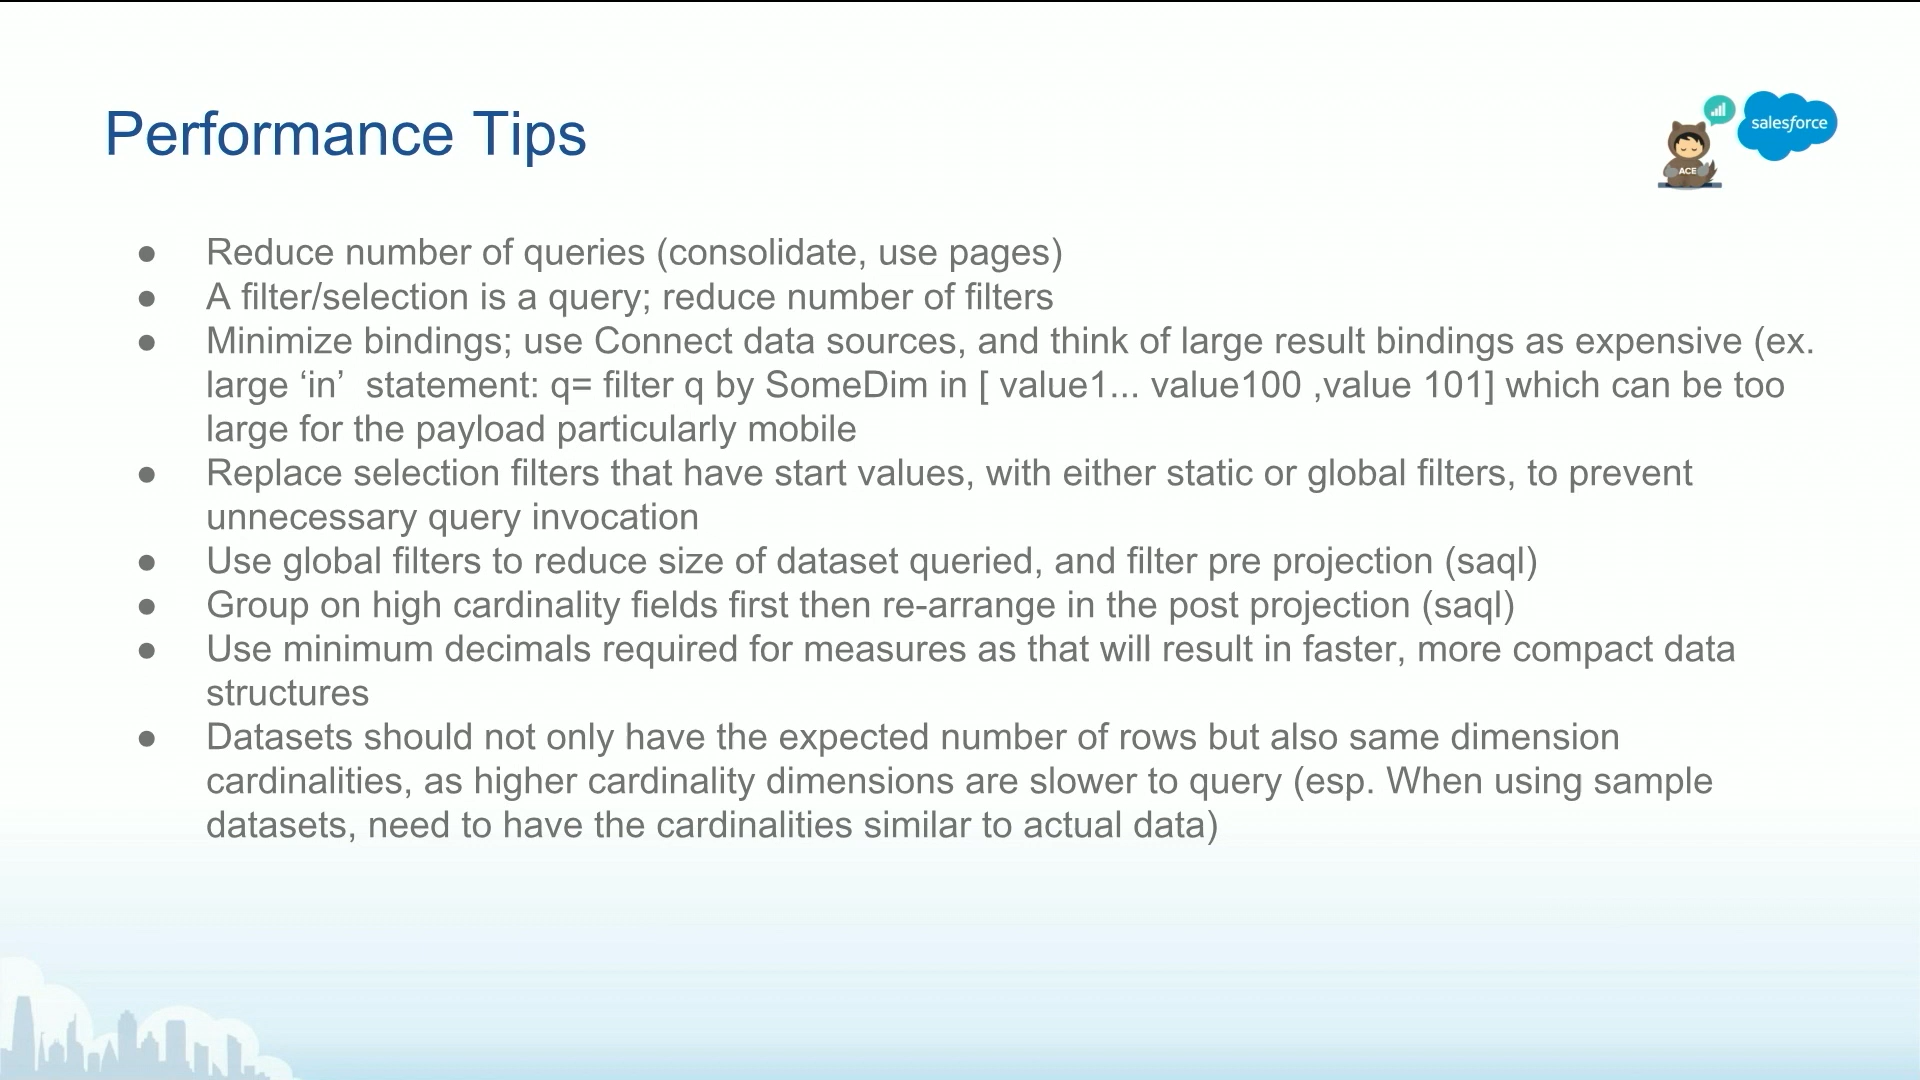 Performance Tips
salesforce
ACE
● Reduce number of queries (consolidate, use pages)
● A filter/selection is a query; reduce number of filters
● Minimize bindings; use Connect data sources, and think of large result bindings as expensive (ex.
large ‘in’  statement: q= filter q by SomeDim in [ value1... value100 ,value 101] which can be too
large for the payload particularly mobile
● Replace selection filters that have start values, with either static or global filters, to prevent
unnecessary query invocation
● Use global filters to reduce size of dataset queried, and filter pre projection (saql)
● Group on high cardinality fields first then re-arrange in the post projection (saql)
● Use minimum decimals required for measures as that will result in faster, more compact data
structures
● Datasets should not only have the expected number of rows but also same dimension
cardinalities, as higher cardinality dimensions are slower to query (esp. When using sample
datasets, need to have the cardinalities similar to actual data)